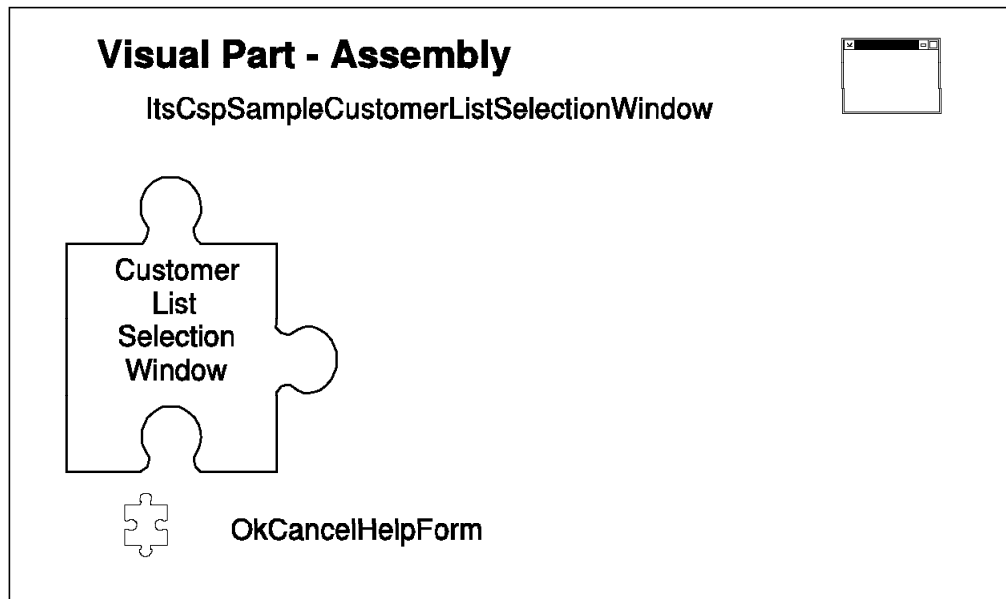 Visual Part - Assembly
ItsCspSampleCustomerListSelectionWindow
Customer
List
Selection
Window
OkCancelHelpForm